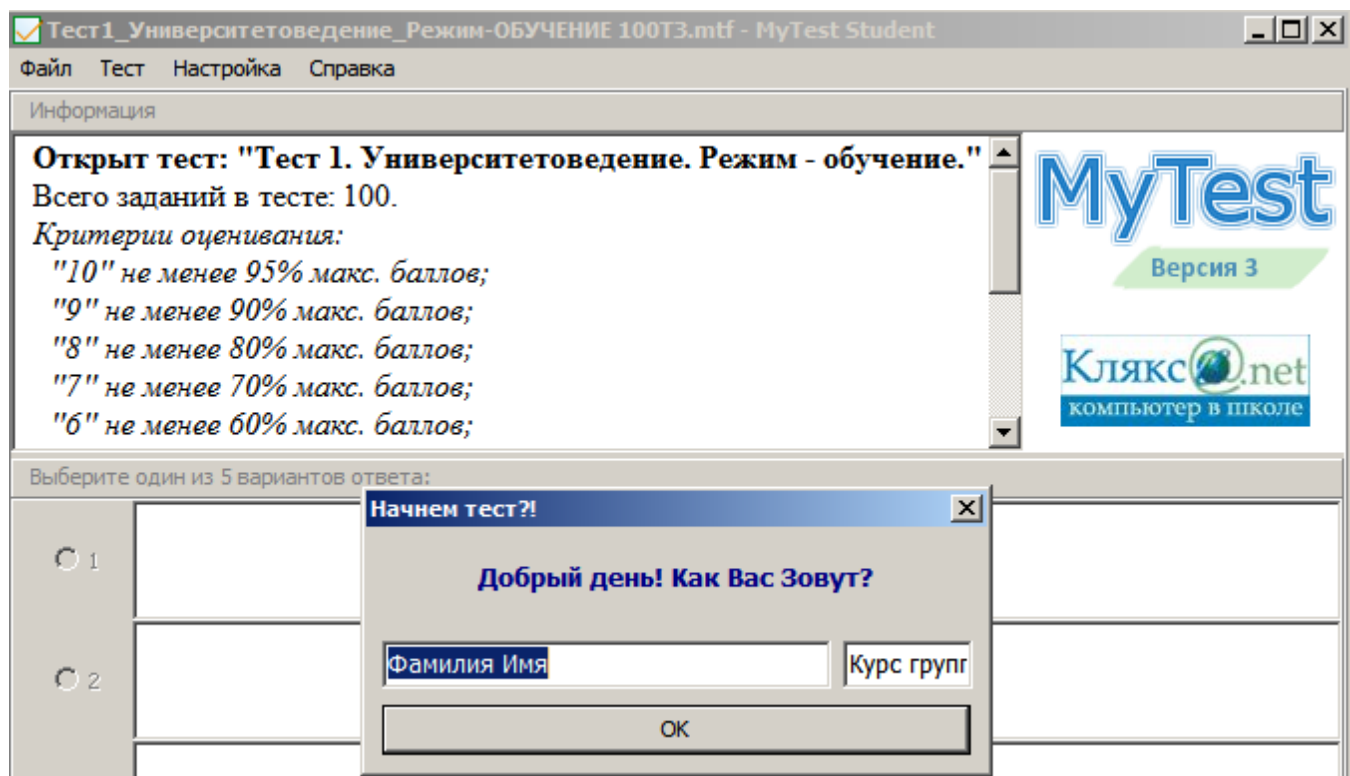 Тест1_Университетоведение_Режим-ОБУЧЕНИЕ 100ТЗ.mtf - MyTest Student
Файл Тест Настройка Справка
Информация
Открыт тест: "Тест 1. Университетоведение. Режим - обучение."
Всего заданий в тесте: 100.
Критерии оценивания:
"10" не менее 95% макс. баллов;
"9" не менее 90% макс. баллов;
"8" не менее 80% макс. баллов;
"7" не менее 70% макс. баллов;
"6" не менее 60% макс. баллов;
MyTest
Версия 3
Клякс@.net
компьютер в школе
Выберите один из 5 вариантов ответа:
Начнем тест?!
1
Добрый день! Как Вас Зовут?
Фамилия Имя Курс групп
2
ОК